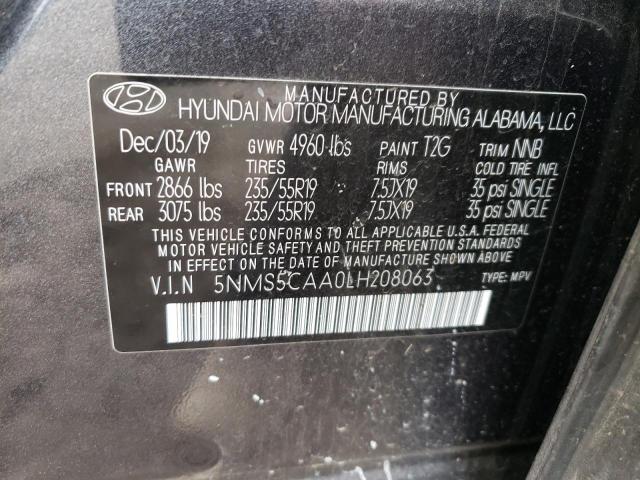 MANUFACTURED BY
HYUNDAI MOTOR MANUFACTURING ALABAMA, LLC
Dec/03/19 GVWR 4960 lbs PAINT T2G TRIM NNB
GAWR TIRES RIMS COLD TIRE INFL
FRONT 2866 lbs 235/55R19 7.5JX19 35 psi SINGLE
REAR 3075 lbs 235/55R19 7.5JX19 35 psi SINGLE
THIS VEHICLE CONFORMS TO ALL APPLICABLE U.S.A. FEDERAL
MOTOR VEHICLE SAFETY AND THEFT PREVENTION STANDARDS
IN EFFECT ON THE DATE OF MANUFACTURE SHOWN ABOVE.
V.I.N 5NMS5CAA0LH208063 TYPE: MPV